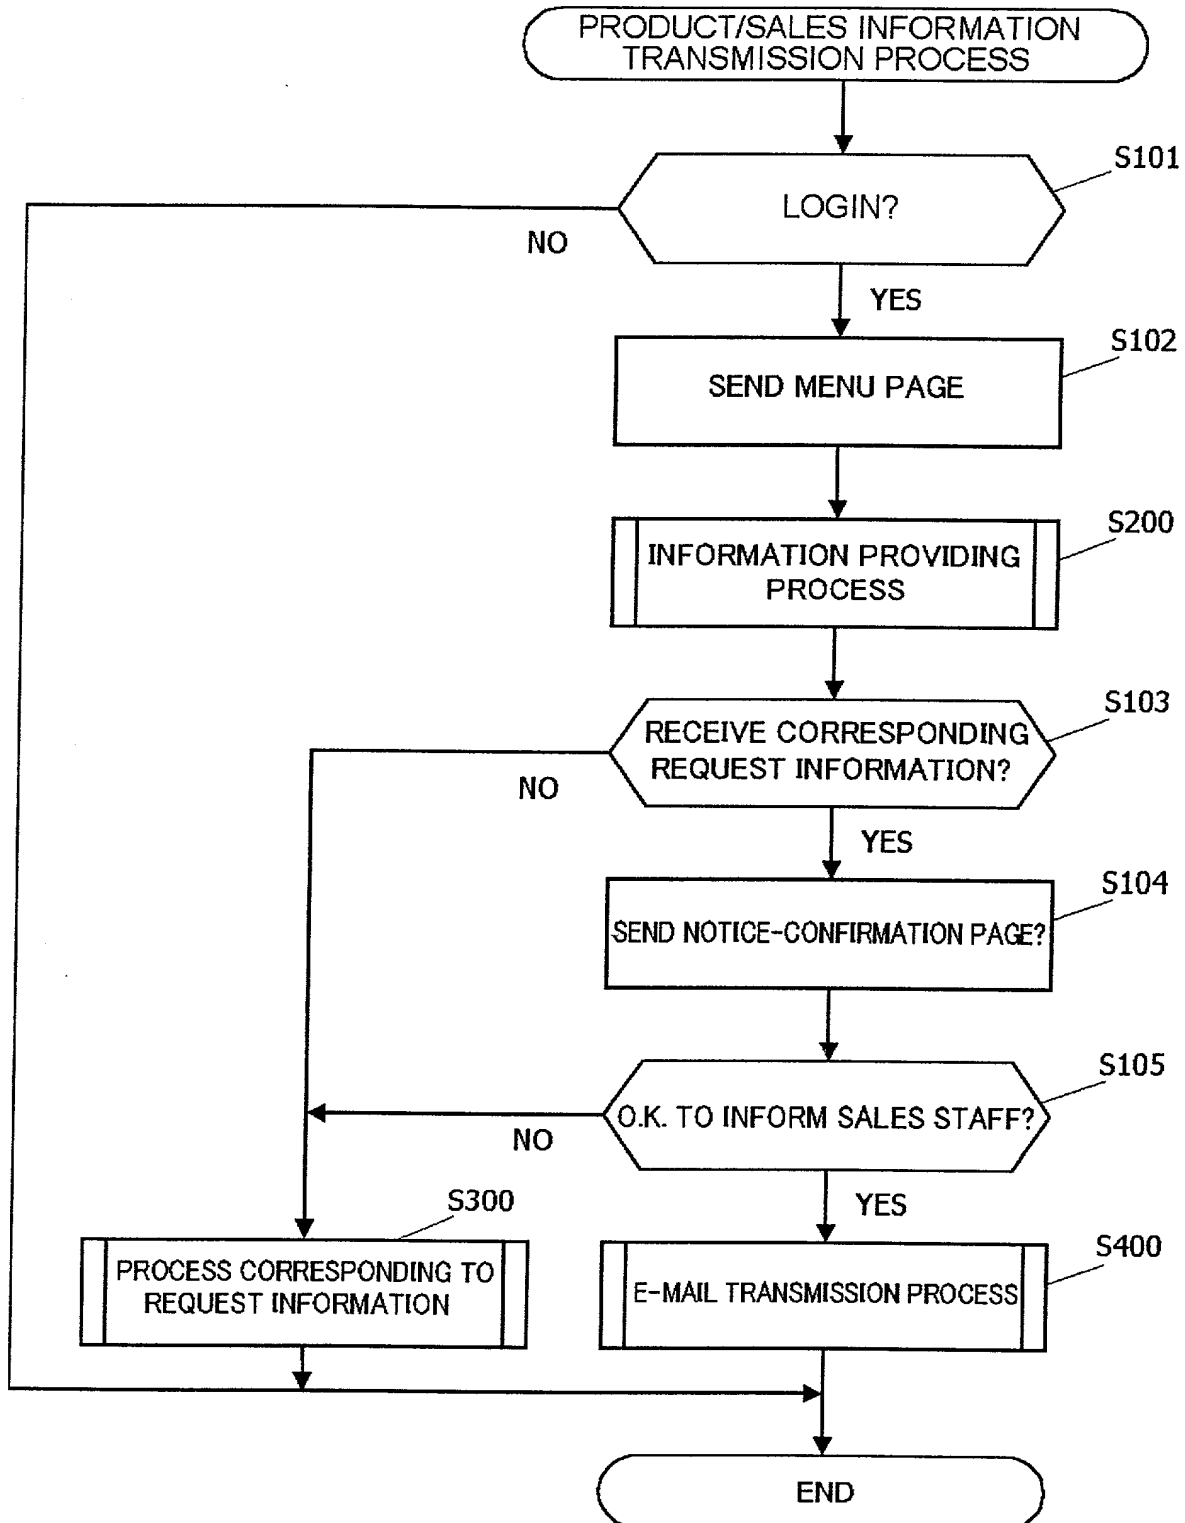 PRODUCT/SALES INFORMATION
TRANSMISSION PROCESS
S101
LOGIN?
NO
YES
S102
SEND MENU PAGE
S200
INFORMATION PROVIDING
PROCESS
S103
RECEIVE CORRESPONDING
REQUEST INFORMATION?
NO
YES
S104
SEND NOTICE-CONFIRMATION PAGE?
S105
O.K. TO INFORM SALES STAFF?
NO
YES
S300
PROCESS CORRESPONDING TO
REQUEST INFORMATION
S400
E-MAIL TRANSMISSION PROCESS
END